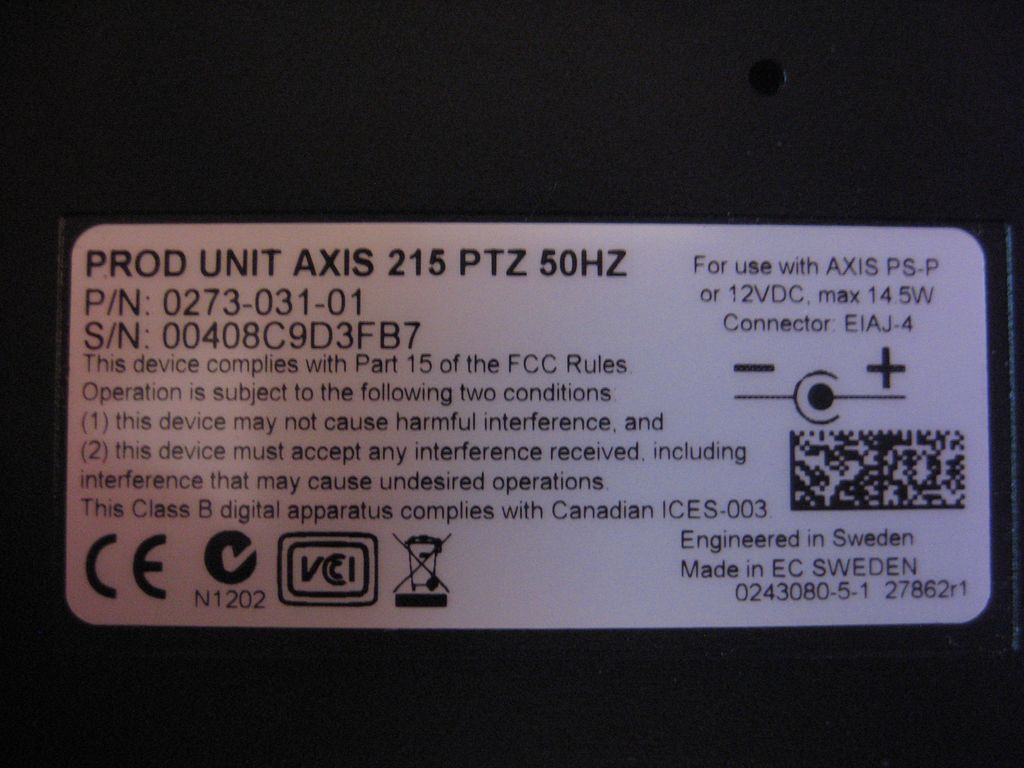 PROD UNIT AXIS 215 PTZ 50HZ
P/N: 0273-031-01
S/N: 00408C9D3FB7
This device complies with Part 15 of the FCC Rules.
Operation is subject to the following two conditions:
(1) this device may not cause harmful interference, and
(2) this device must accept any interference received, including
interference that may cause undesired operations.
This Class B digital apparatus complies with Canadian ICES-003.
For use with AXIS PS-P
or 12VDC, max 14.5W
Connector: EIAJ-4
- +
CE
N1202
VCI
Engineered in Sweden
Made in EC SWEDEN
0243080-5-1 27862r1